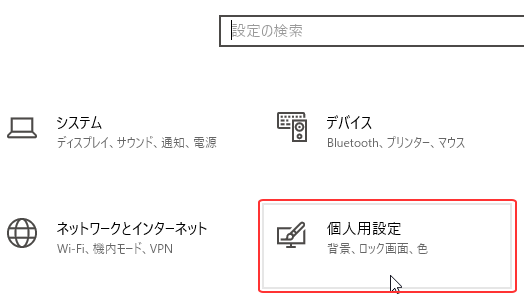 設定の検索
システム
ディスプレイ、サウンド、通知、電源
デバイス
Bluetooth、プリンター、マウス
ネットワークとインターネット
Wi-Fi、機内モード、VPN
個人用設定
背景、ロック画面、色